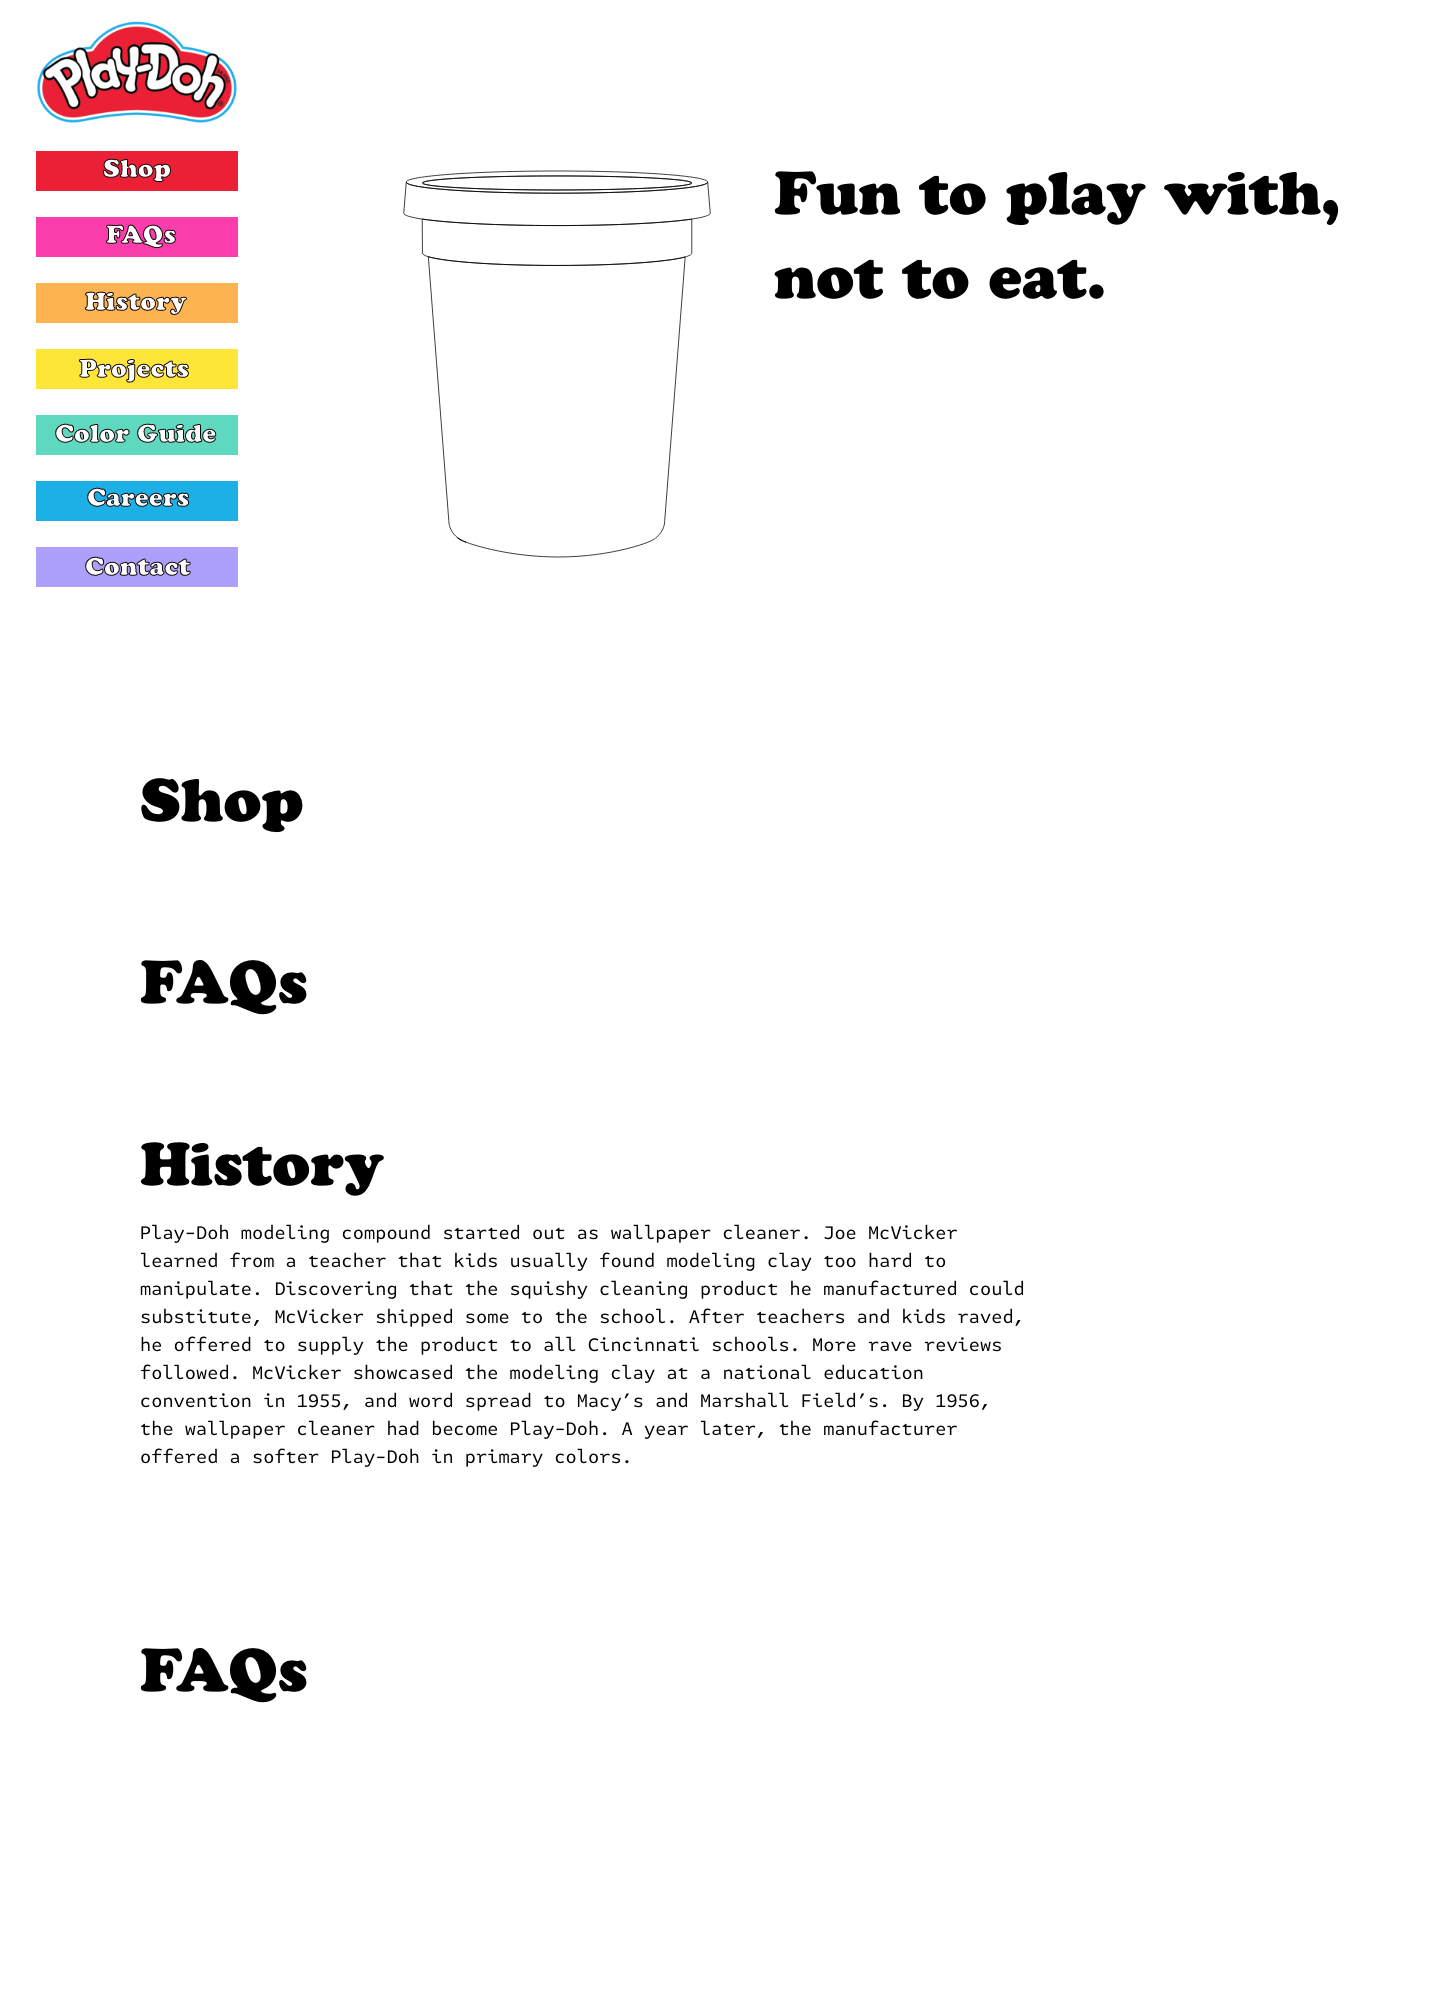 Play-Doh
Shop
FAQs
History
Projects
Color Guide
Careers
Contact
Fun to play with,
not to eat.
Shop
FAQs
History
Play-Doh modeling compound started out as wallpaper cleaner. Joe McVicker
learned from a teacher that kids usually found modeling clay too hard to
manipulate. Discovering that the squishy cleaning product he manufactured could
substitute, McVicker shipped some to the school. After teachers and kids raved,
he offered to supply the product to all Cincinnati schools. More rave reviews
followed. McVicker showcased the modeling clay at a national education
convention in 1955, and word spread to Macy’s and Marshall Field’s. By 1956,
the wallpaper cleaner had become Play-Doh. A year later, the manufacturer
offered a softer Play-Doh in primary colors.
FAQs